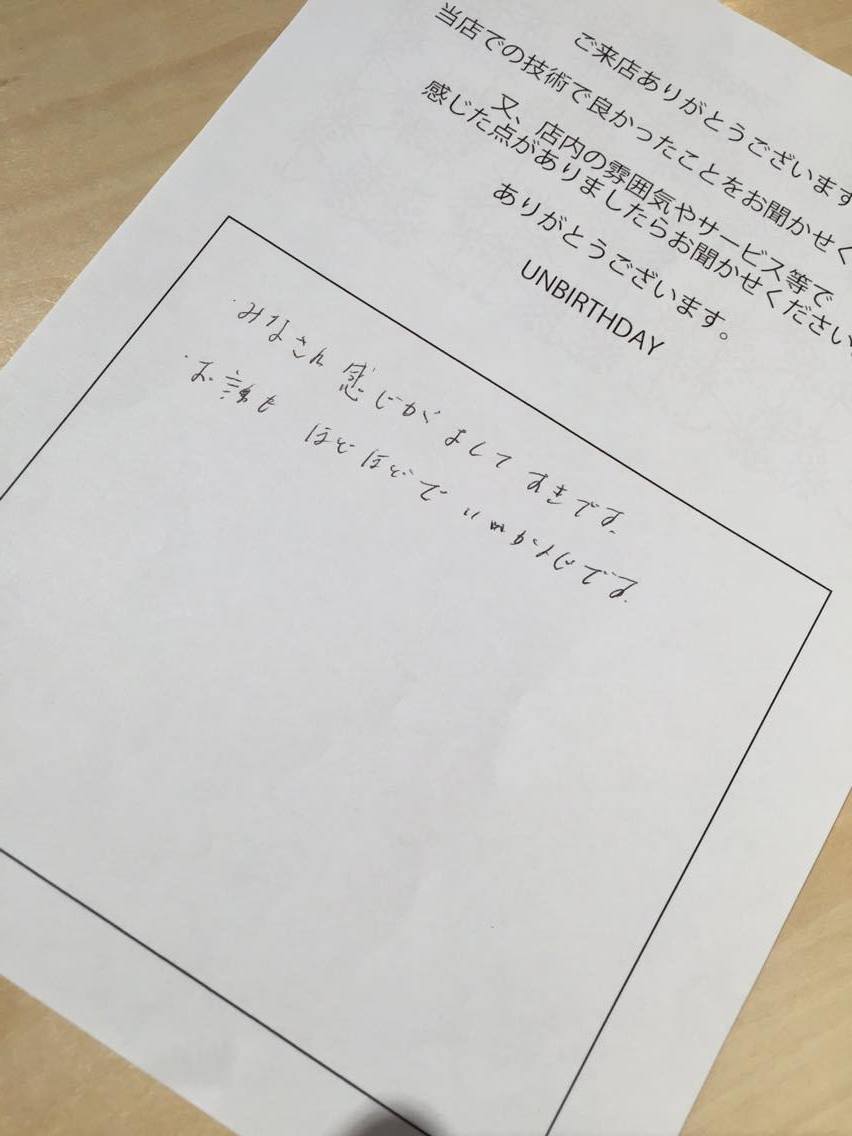 ご来店ありがとうございます
当店での技術で良かったことをお聞かせく
又、店内の雰囲気やサービス等で
感じた点がありましたらお聞かせください
ありがとうございます。
UNBIRTHDAY
・みなさん 感じがよして すきです。
・お話も ほどほどで いいかんじです。